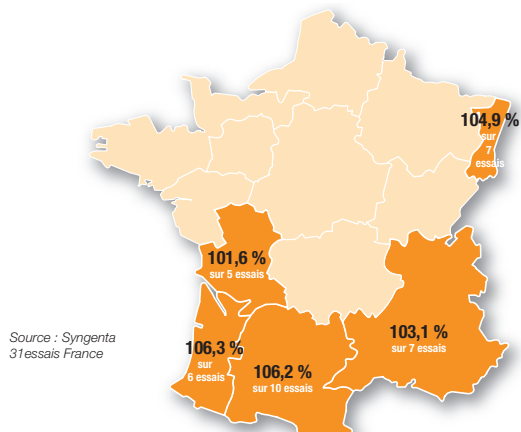 104,9 %
sur
7
essais
101,6 %
sur 5 essais
103,1 %
sur 7 essais
106,3 %
sur
6 essais
106,2 %
sur 10 essais
Source : Syngenta
31essais France